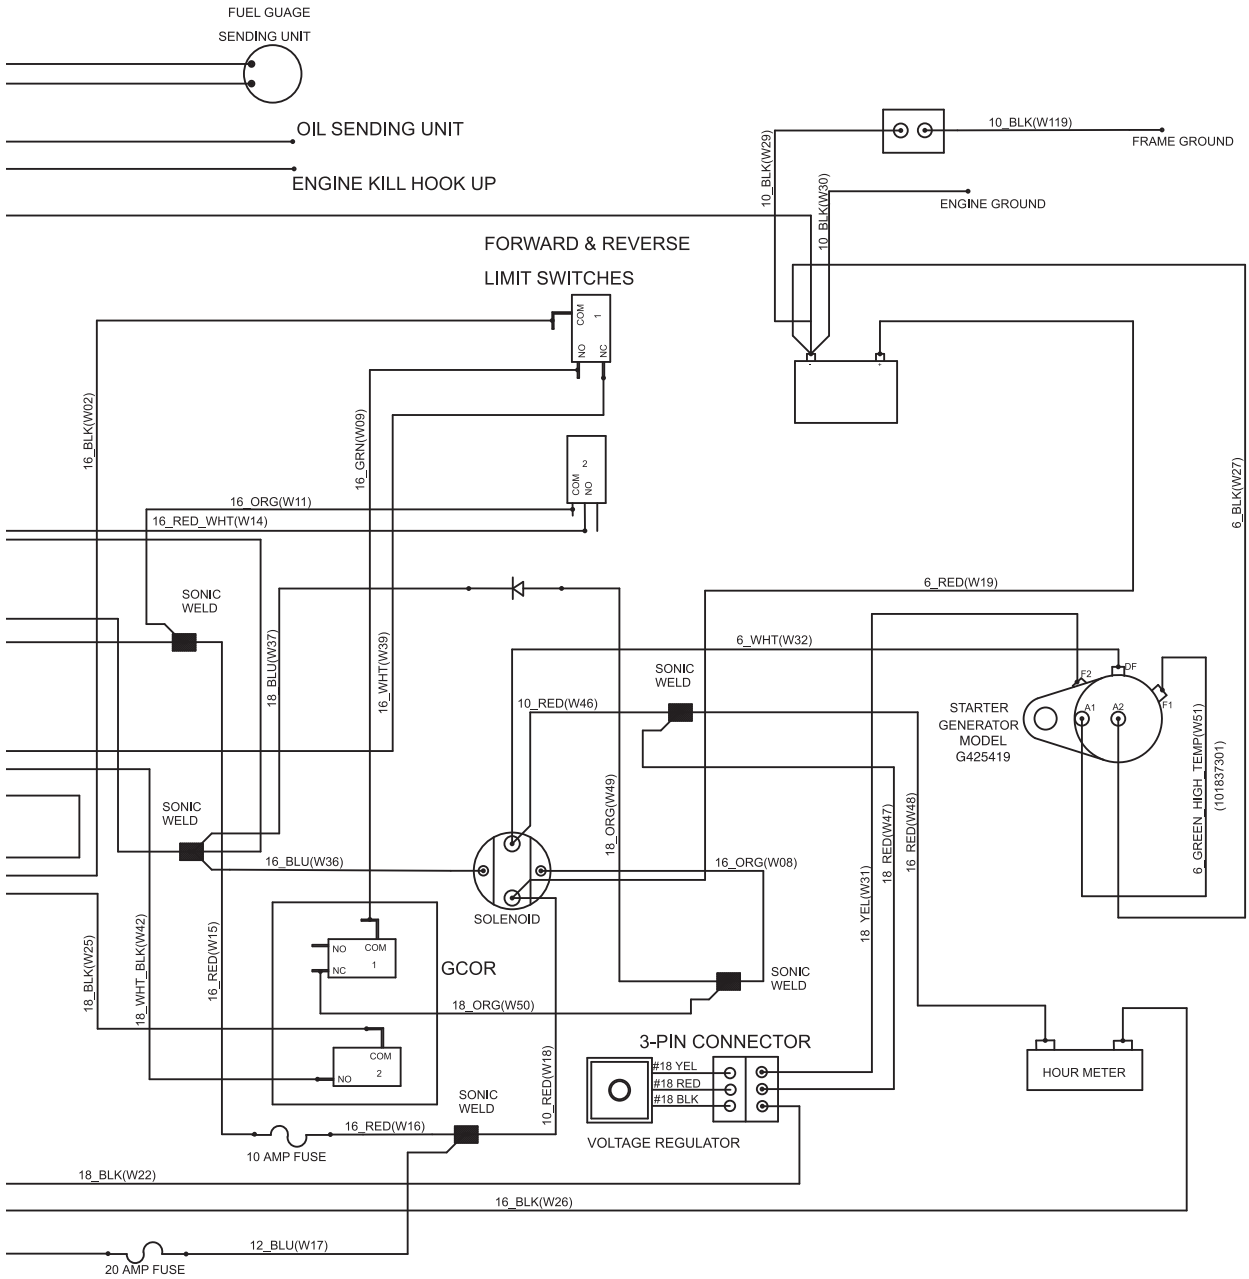 FUEL GUAGE
SENDING UNIT
OIL SENDING UNIT
ENGINE KILL HOOK UP
10_BLK(W29)
10_BLK(W119)
FRAME GROUND
10_BLK(W30)
ENGINE GROUND
FORWARD & REVERSE
LIMIT SWITCHES
COM
1
NO
NC
-
+
16_BLK(W02)
16_GRN(W09)
2
COM
NO
6_BLK(W27)
16_ORG(W11)
16_RED_WHT(W14)
SONIC
WELD
18_BLU(W37)
16_WHT(W39)
6_RED(W19)
6_WHT(W32)
SONIC
WELD
10_RED(W46)
F2
DF
F1
A1
A2
STARTER
GENERATOR
MODEL
G425419
6_GREEN_HIGH_TEMP(W51)
(101837301)
SONIC
WELD
18_ORG(W49)
18_RED(W47)
16_RED(W48)
16_BLU(W36)
16_ORG(W08)
18_YEL(W31)
SOLENOID
18_BLK(W25)
18_WHT_BLK(W42)
16_RED(W15)
NO
COM
NC
1
GCOR
SONIC
WELD
18_ORG(W50)
COM
NO
2
3-PIN CONNECTOR
#18 YEL
#18 RED
#18 BLK
VOLTAGE REGULATOR
HOUR METER
10_RED(W18)
SONIC
WELD
16_RED(W16)
10 AMP FUSE
18_BLK(W22)
16_BLK(W26)
12_BLU(W17)
20 AMP FUSE